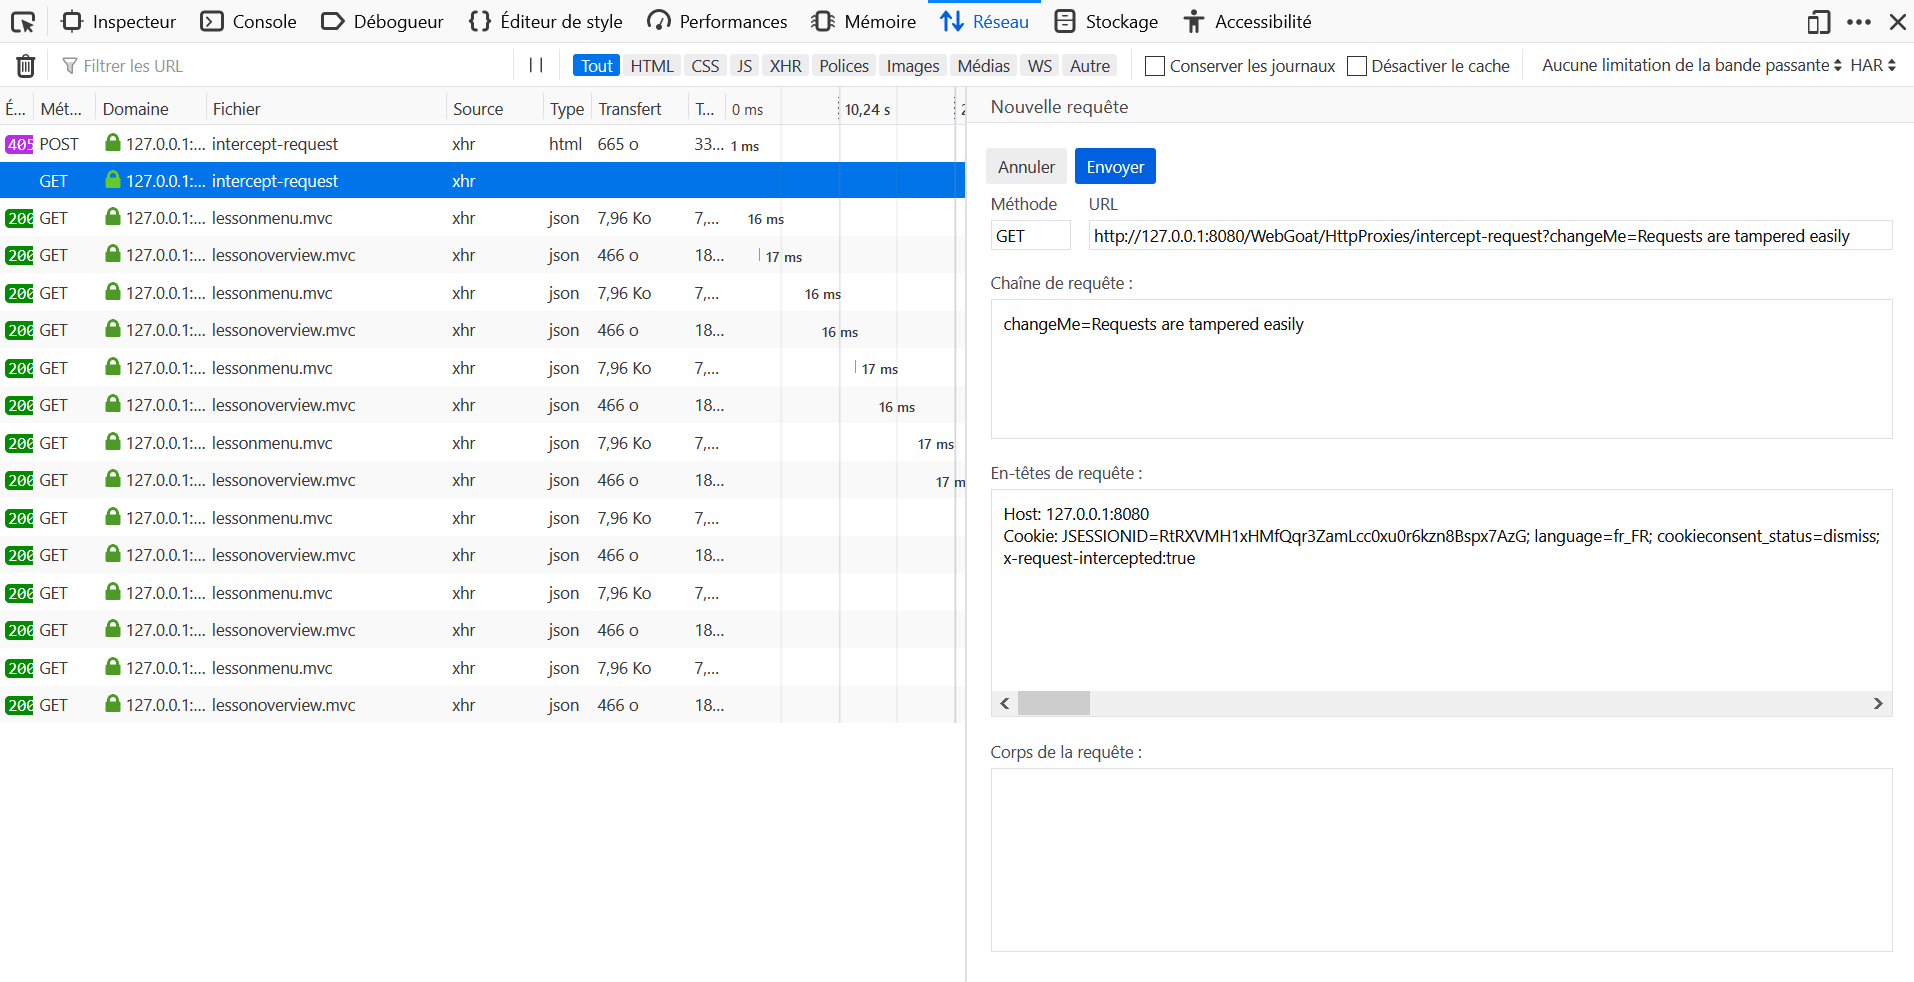 Inspecteur Console Débogueur Éditeur de style Performances Mémoire Réseau Stockage Accessibilité
Filtrer les URL Tout HTML CSS JS XHR Polices Images Médias WS Autre Conserver les journaux Désactiver le cache Aucune limitation de la bande passante HAR
É... Mét... Domaine Fichier Source Type Transfert T... 0 ms 10,24 s 2
405 POST 127.0.0.1:... intercept-request xhr html 665 o 33... 1 ms
GET 127.0.0.1:... intercept-request xhr
200 GET 127.0.0.1:... lessonmenu.mvc xhr json 7,96 Ko 7,... 16 ms
200 GET 127.0.0.1:... lessonoverview.mvc xhr json 466 o 18... 17 ms
200 GET 127.0.0.1:... lessonmenu.mvc xhr json 7,96 Ko 7,... 16 ms
200 GET 127.0.0.1:... lessonoverview.mvc xhr json 466 o 18... 16 ms
200 GET 127.0.0.1:... lessonmenu.mvc xhr json 7,96 Ko 7,... 17 ms
200 GET 127.0.0.1:... lessonoverview.mvc xhr json 466 o 18... 16 ms
200 GET 127.0.0.1:... lessonmenu.mvc xhr json 7,96 Ko 7,... 17 ms
200 GET 127.0.0.1:... lessonoverview.mvc xhr json 466 o 18... 17 m
200 GET 127.0.0.1:... lessonmenu.mvc xhr json 7,96 Ko 7,...
200 GET 127.0.0.1:... lessonoverview.mvc xhr json 466 o 18...
200 GET 127.0.0.1:... lessonmenu.mvc xhr json 7,96 Ko 7,...
200 GET 127.0.0.1:... lessonoverview.mvc xhr json 466 o 18...
200 GET 127.0.0.1:... lessonmenu.mvc xhr json 7,96 Ko 7,...
200 GET 127.0.0.1:... lessonoverview.mvc xhr json 466 o 18...
Nouvelle requête
Annuler Envoyer
Méthode URL
GET http://127.0.0.1:8080/WebGoat/HttpProxies/intercept-request?changeMe=Requests are tampered easily
Chaîne de requête :
changeMe=Requests are tampered easily
En-têtes de requête :
Host: 127.0.0.1:8080
Cookie: JSESSIONID=RtRXVMH1xHMfQqr3ZamLcc0xu0r6kzn8Bspx7AzG; language=fr_FR; cookieconsent_status=dismiss;
x-request-intercepted:true
Corps de la requête :